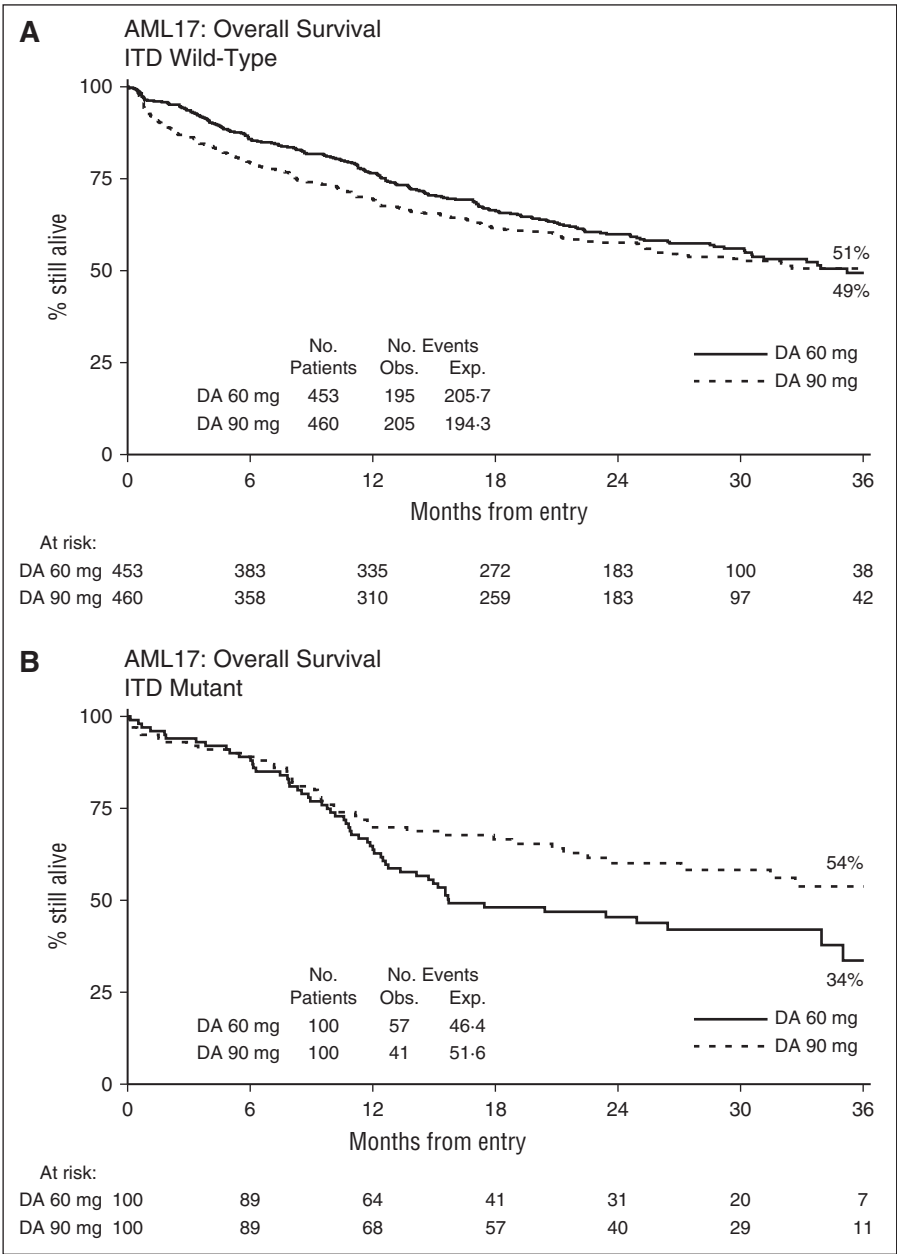 A
AML17: Overall Survival
ITD Wild-Type
100
75
50
25
0
% still alive
51%
49%
No. No. Events
Patients Obs. Exp.
DA 60 mg 453 195 205·7
DA 90 mg 460 205 194·3
DA 60 mg
DA 90 mg
0 6 12 18 24 30 36
Months from entry
At risk:
DA 60 mg 453 383 335 272 183 100 38
DA 90 mg 460 358 310 259 183 97 42
B
AML17: Overall Survival
ITD Mutant
100
75
50
25
0
% still alive
54%
34%
No. No. Events
Patients Obs. Exp.
DA 60 mg 100 57 46·4
DA 90 mg 100 41 51·6
DA 60 mg
DA 90 mg
0 6 12 18 24 30 36
Months from entry
At risk:
DA 60 mg 100 89 64 41 31 20 7
DA 90 mg 100 89 68 57 40 29 11